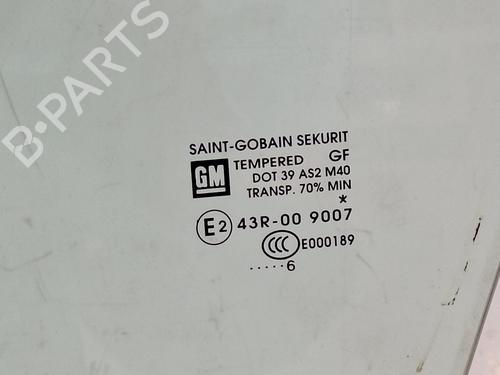 SAINT-GOBAIN SEKURIT
GM TEMPERED GF
DOT 39 AS2 M40
TRANSP. 70% MIN
*
E2 43R-00 9007
CCC E000189
.....6
B-PARTS